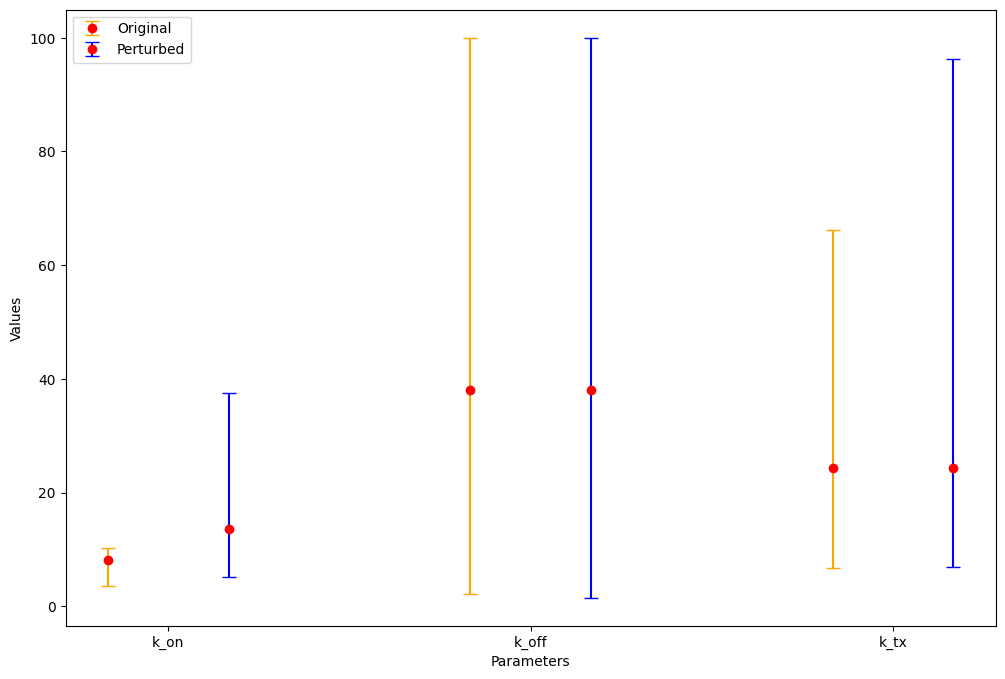 Original
Perturbed
100
80
60
40
20
0
Values
k_on
k_off
k_tx
Parameters